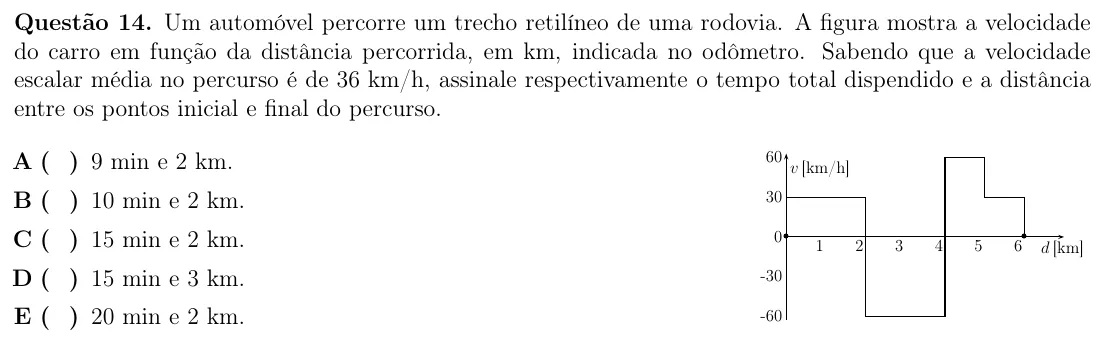 Questão 14. Um automóvel percorre um trecho retilíneo de uma rodovia. A figura mostra a velocidade
do carro em função da distância percorrida, em km, indicada no odômetro. Sabendo que a velocidade
escalar média no percurso é de 36 km/h, assinale respectivamente o tempo total dispendido e a distância
entre os pontos inicial e final do percurso.
A ( ) 9 min e 2 km.
B ( ) 10 min e 2 km.
C ( ) 15 min e 2 km.
D ( ) 15 min e 3 km.
E ( ) 20 min e 2 km.
60
v [km/h]
30
0
1 2 3 4 5 6 d [km]
-30
-60